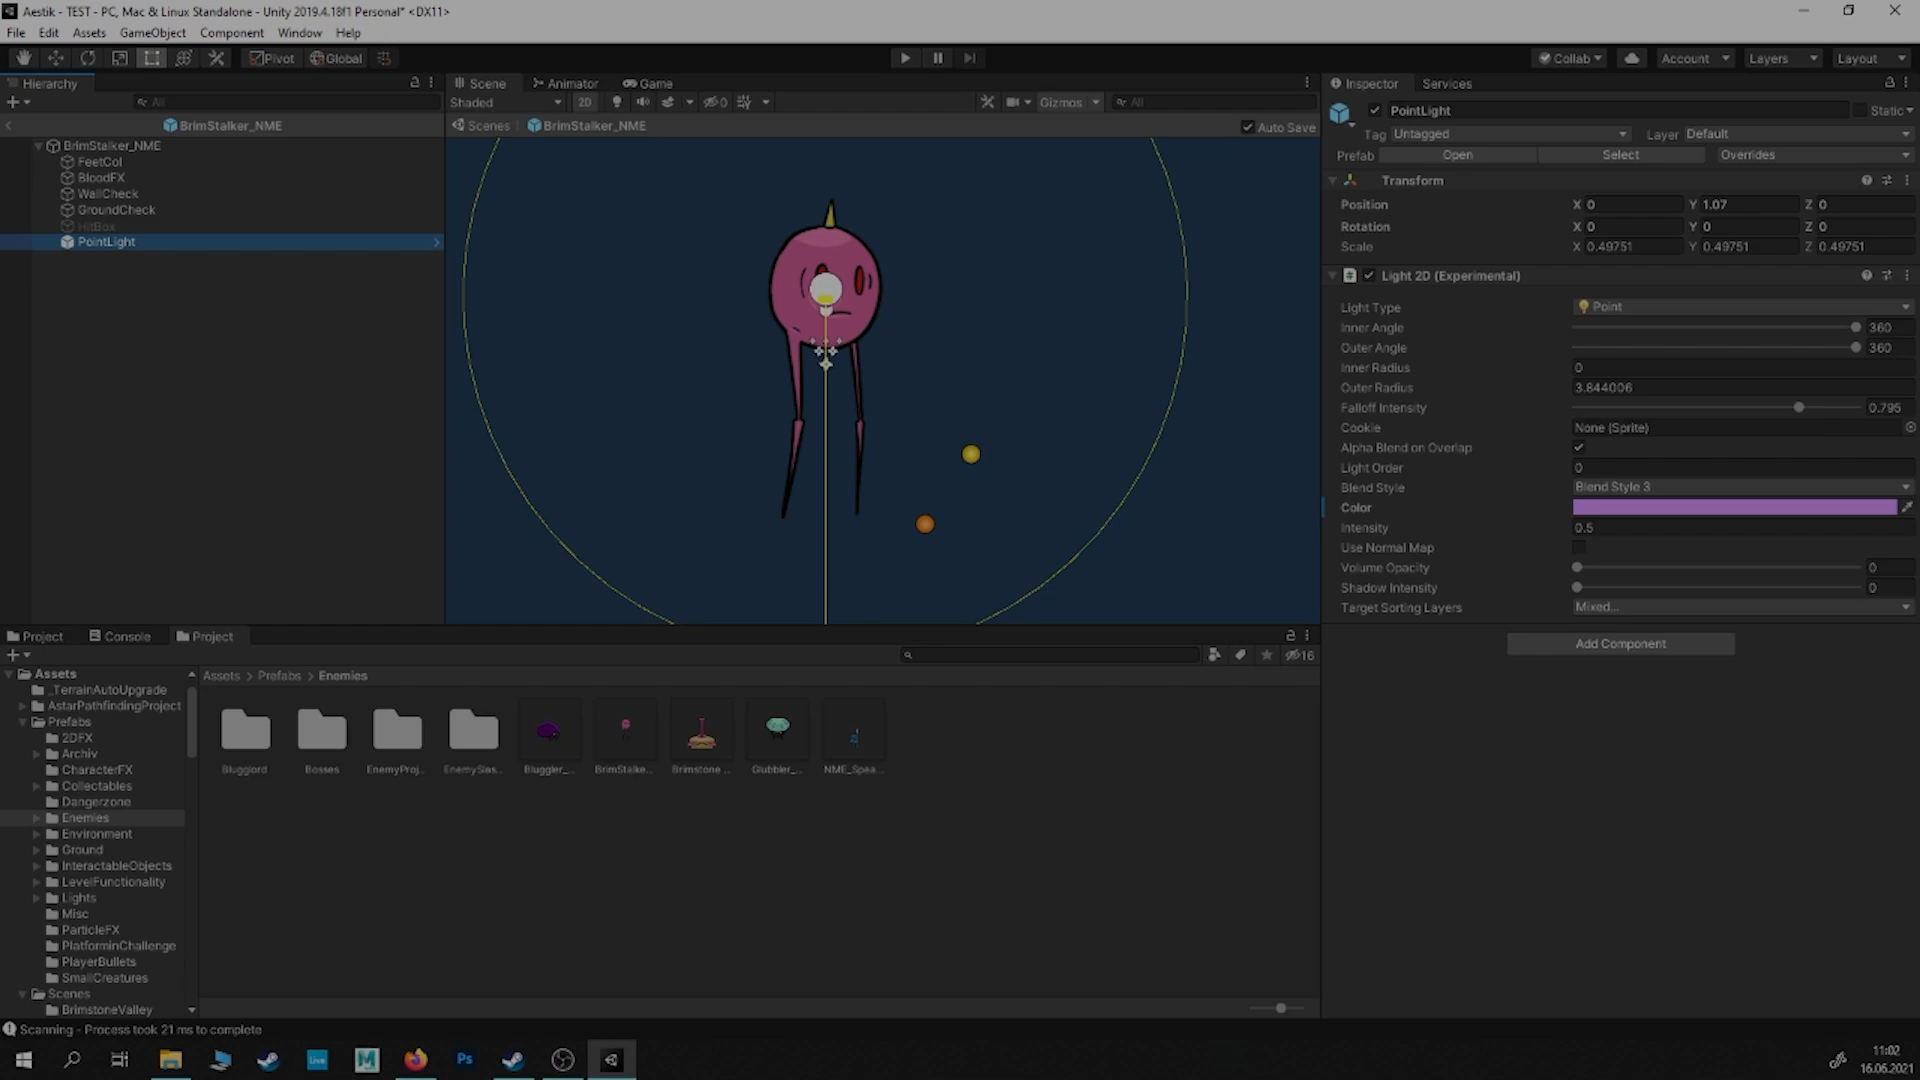 Aestik - TEST - PC, Mac & Linux Standalone - Unity 2019.4.18f1 Personal* <DX11>
File Edit Assets GameObject Component Window Help
Pivot Global Collab Account Layers Layout
Hierarchy
All
BrimStalker_NME
BrimStalker_NME
FeetCol
BloodFX
WallCheck
GroundCheck
HitBox
PointLight
Scene Animator Game
Shaded 2D 0 Gizmos All
Scenes BrimStalker_NME Auto Save
Inspector Services
PointLight Static
Tag Untagged Layer Default
Prefab Open Select Overrides
Transform
Position X 0 Y 1.07 Z 0
Rotation X 0 Y 0 Z 0
Scale X 0.49751 Y 0.49751 Z 0.49751
Light 2D (Experimental)
Light Type Point
Inner Angle 360
Outer Angle 360
Inner Radius 0
Outer Radius 3.844006
Falloff Intensity 0.795
Cookie None (Sprite)
Alpha Blend on Overlap
Light Order 0
Blend Style Blend Style 3
Color
Intensity 0.5
Use Normal Map
Volume Opacity 0
Shadow Intensity 0
Target Sorting Layers Mixed...
Add Component
Project Console Project
16
Assets
_TerrainAutoUpgrade
AstarPathfindingProject
Prefabs
2DFX
Archiv
CharacterFX
Collectables
Dangerzone
Enemies
Environment
Ground
InteractableObjects
LevelFunctionality
Lights
Misc
ParticleFX
PlatforminChallenge
PlayerBullets
SmallCreatures
Scenes
BrimstoneValley
Assets > Prefabs > Enemies
Blugglord Bosses EnemyProj... EnemySlas... Bluggler_... BrimStalke... Brimstone ... Glubbler_... NME_Spea...
Scanning - Process took 21 ms to complete
Live M Ps
11:02
16.06.2021